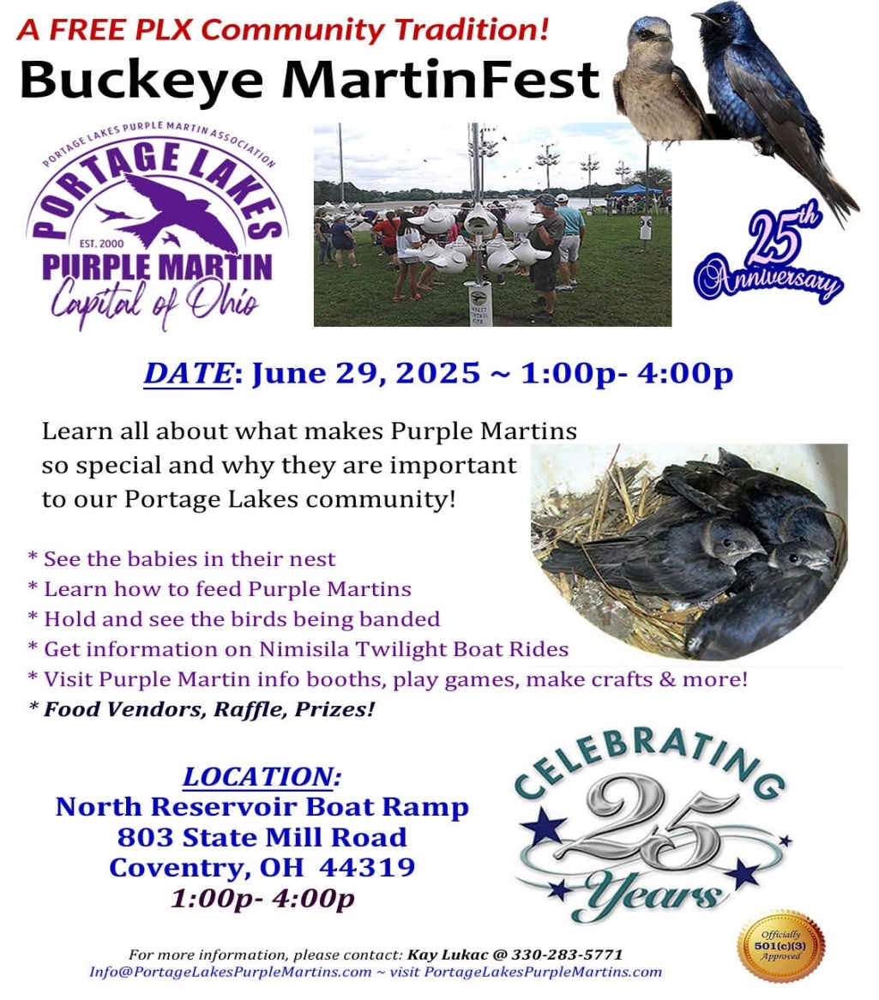 A FREE PLX Community Tradition!
Buckeye MartinFest
PORTAGE LAKES PURPLE MARTIN ASSOCIATION
PORTAGE LAKES
EST. 2000
PURPLE MARTIN
Capital of Ohio
25th
Anniversary
DATE: June 29, 2025 ~ 1:00p- 4:00p
Learn all about what makes Purple Martins
so special and why they are important
to our Portage Lakes community!
* See the babies in their nest
* Learn how to feed Purple Martins
* Hold and see the birds being banded
* Get information on Nimisila Twilight Boat Rides
* Visit Purple Martin info booths, play games, make crafts & more!
* Food Vendors, Raffle, Prizes!
LOCATION:
North Reservoir Boat Ramp
803 State Mill Road
Coventry, OH  44319
1:00p- 4:00p
CELEBRATING
25
Years
Officially
501(c)(3)
Approved
For more information, please contact: Kay Lukac @ 330-283-5771
Info@PortageLakesPurpleMartins.com ~ visit PortageLakesPurpleMartins.com